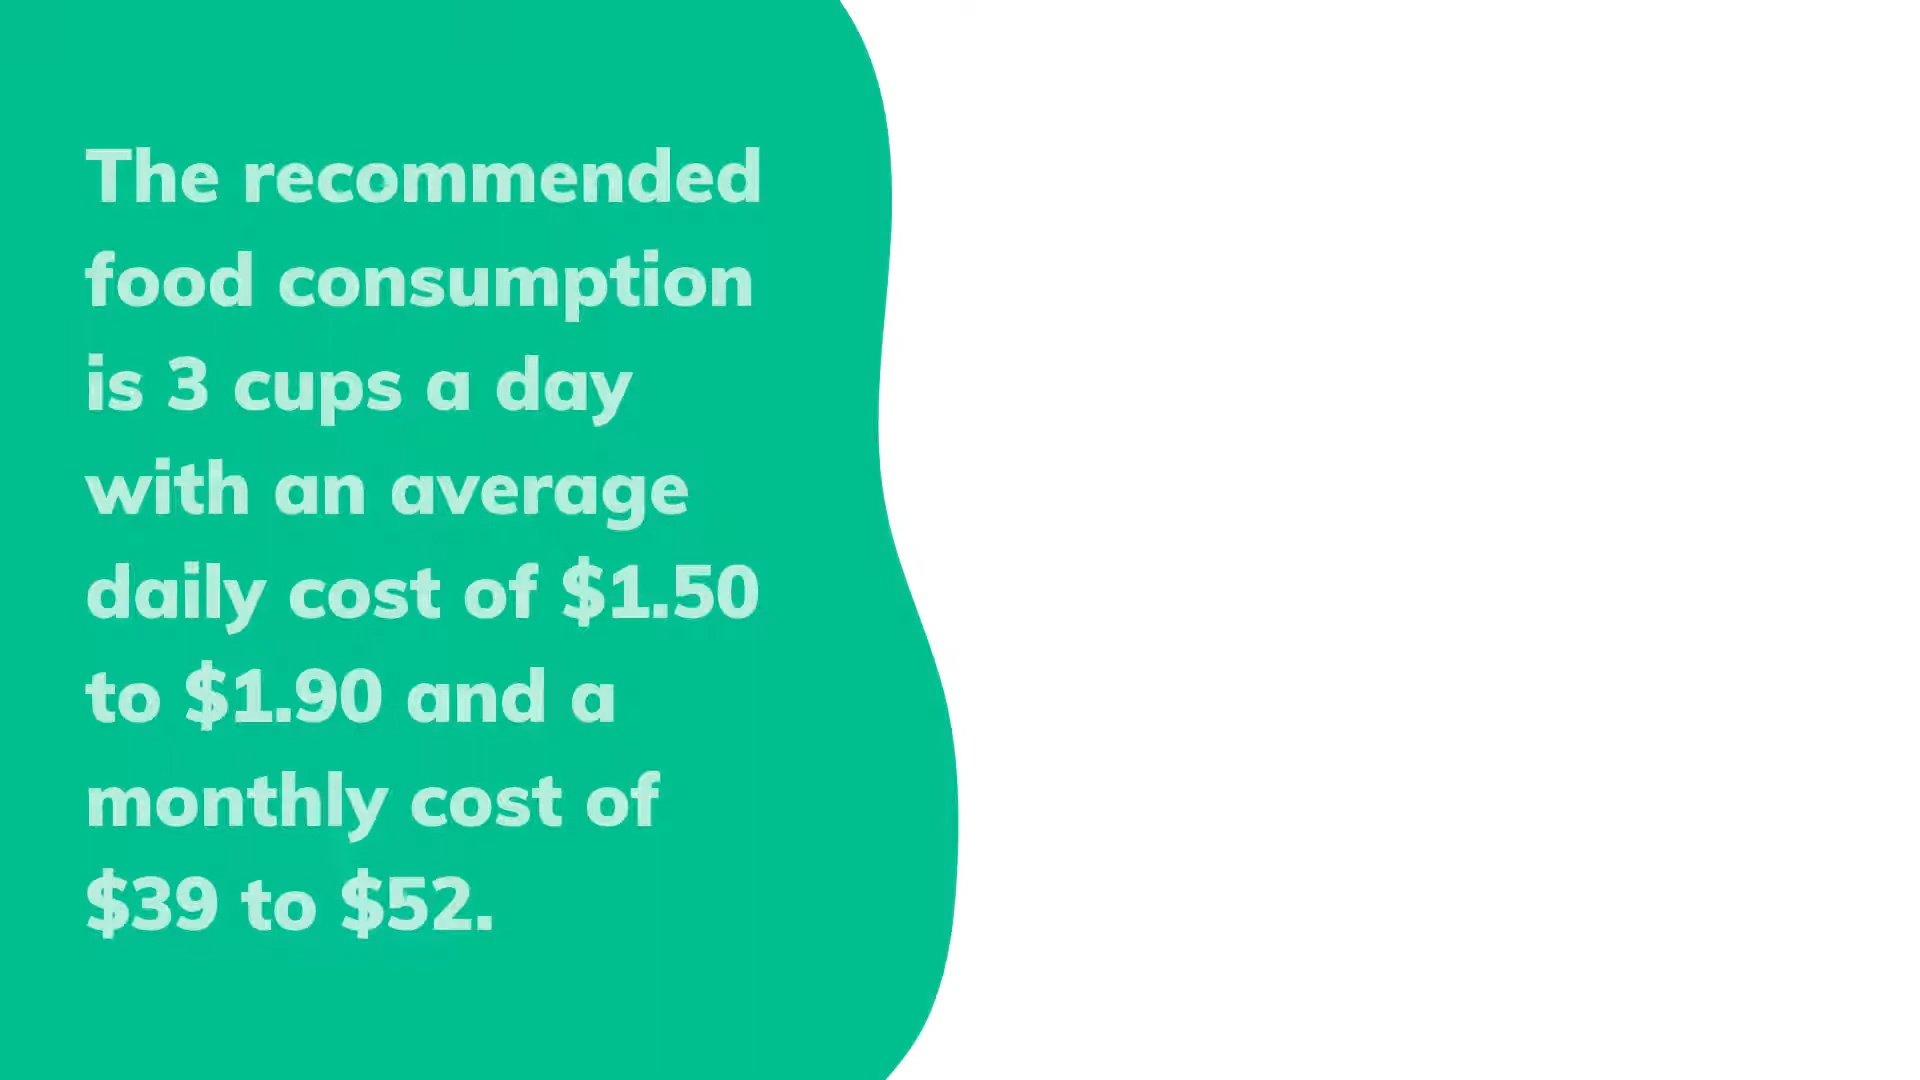 The recommended
food consumption
is 3 cups a day
with an average
daily cost of $1.50
to $1.90 and a
monthly cost of
$39 to $52.